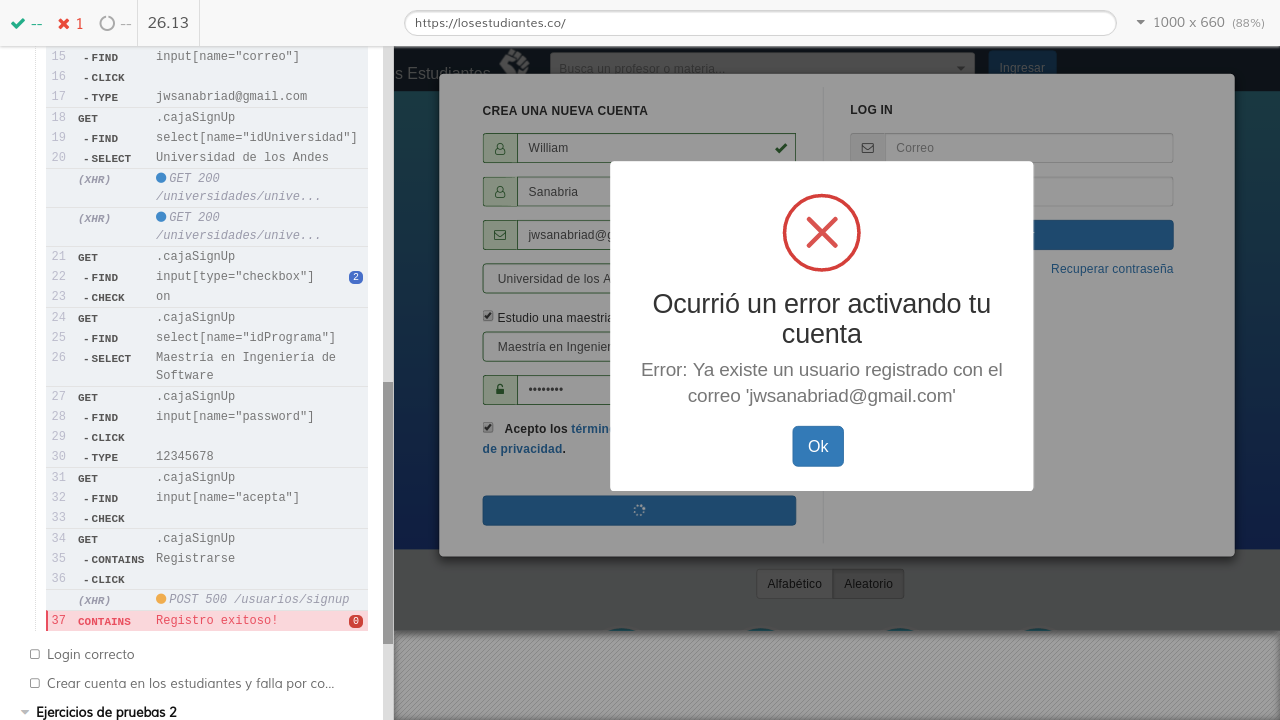 --
1
--
26.13
https://losestudiantes.co/
1000 x 660 (88%)
15 -FIND input[name="correo"]
16 -CLICK
17 -TYPE jwsanabriad@gmail.com
18 GET .cajaSignUp
19 -FIND select[name="idUniversidad"]
20 -SELECT Universidad de los Andes
(XHR) GET 200
/universidades/unive...
(XHR) GET 200
/universidades/unive...
21 GET .cajaSignUp
22 -FIND input[type="checkbox"] 2
23 -CHECK on
24 GET .cajaSignUp
25 -FIND select[name="idPrograma"]
26 -SELECT Maestría en Ingeniería de
Software
27 GET .cajaSignUp
28 -FIND input[name="password"]
29 -CLICK
30 -TYPE 12345678
31 GET .cajaSignUp
32 -FIND input[name="acepta"]
33 -CHECK
34 GET .cajaSignUp
35 -CONTAINS Registrarse
36 -CLICK
(XHR) POST 500 /usuarios/signup
37 CONTAINS Registro exitoso! 0
Login correcto
Crear cuenta en los estudiantes y falla por co...
Ejercicios de pruebas 2
s Estudiantes
Busca un profesor o materia...
Ingresar
CREA UNA NUEVA CUENTA
William
Sanabria
jwsanabriad@g
Universidad de los A
Estudio una maestría
Maestría en Ingenier
••••••••
Acepto los términ
de privacidad.
LOG IN
Correo
Recuperar contraseña
Ocurrió un error activando tu
cuenta
Error: Ya existe un usuario registrado con el
correo 'jwsanabriad@gmail.com'
Ok
Alfabético
Aleatorio